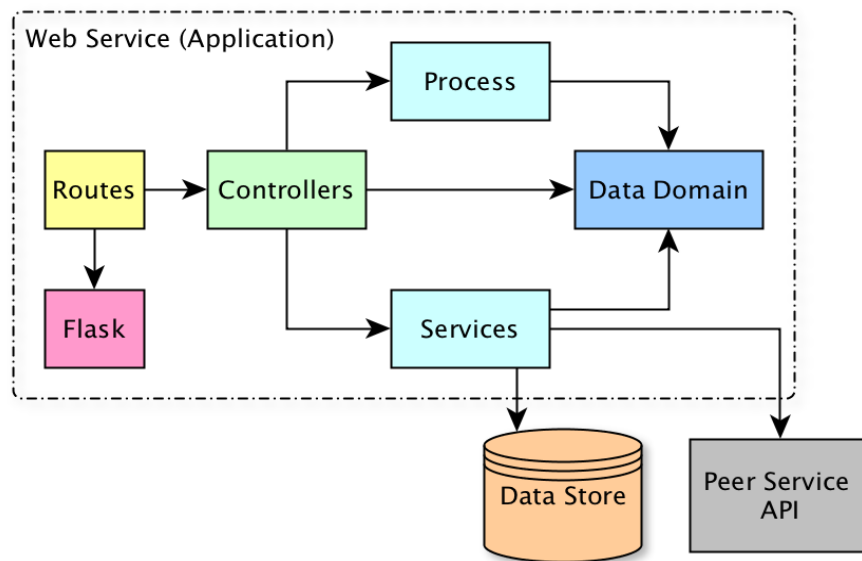 Web Service (Application)
Process
Routes
Controllers
Data Domain
Flask
Services
Data Store
Peer Service
API